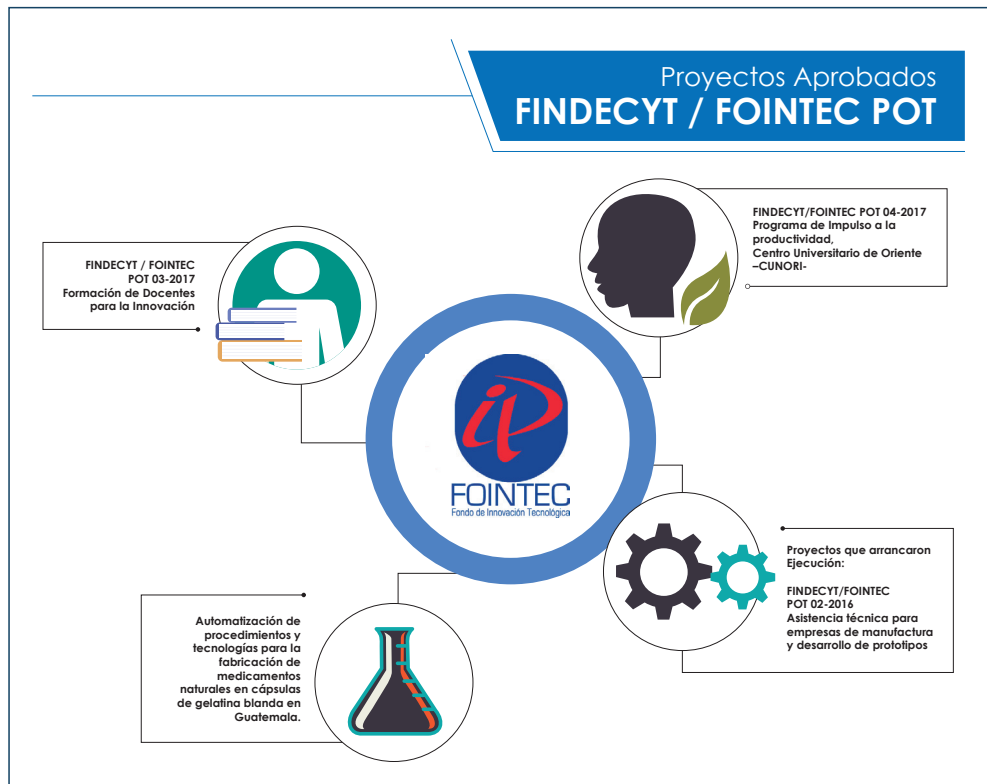 Proyectos Aprobados
FINDECYT / FOINTEC POT
FINDECYT / FOINTEC
POT 03-2017
Formación de Docentes
para la Innovación
FINDECYT/FOINTEC POT 04-2017
Programa de Impulso a la
productividad,
Centro Universitario de Oriente
–CUNORI-
FOINTEC
Fondo de Innovación Tecnológica
Automatización de
procedimientos y
tecnologías para la
fabricación de
medicamentos
naturales en cápsulas
de gelatina blanda en
Guatemala.
Proyectos que arrancaron
Ejecución:
FINDECYT/FOINTEC
POT 02-2016
Asistencia técnica para
empresas de manufactura
y desarrollo de prototipos